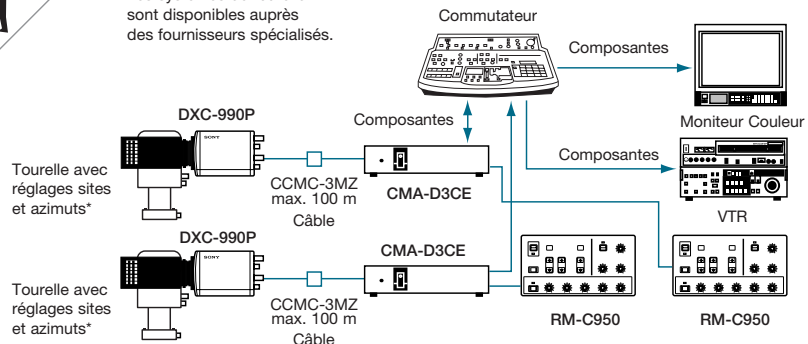 sont disponibles auprès
des fournisseurs spécialisés.
Commutateur
Composantes
Moniteur Couleur
DXC-990P
SONY
Composantes
Composantes
Tourelle avec
réglages sites
et azimuts*
CCMC-3MZ
max. 100 m
Câble
CMA-D3CE
VTR
DXC-990P
SONY
CMA-D3CE
Tourelle avec
réglages sites
et azimuts*
CCMC-3MZ
max. 100 m
Câble
RM-C950
RM-C950